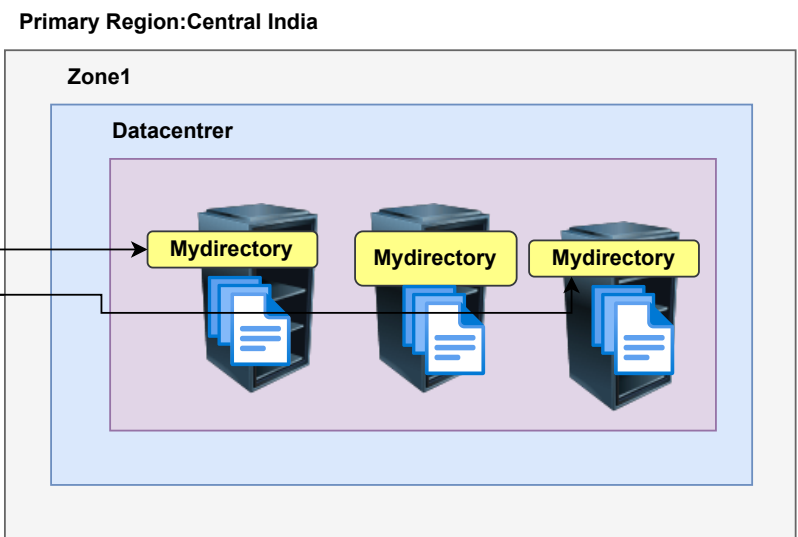 Primary Region:Central India
Zone1
Datacentrer
Mydirectory
Mydirectory
Mydirectory